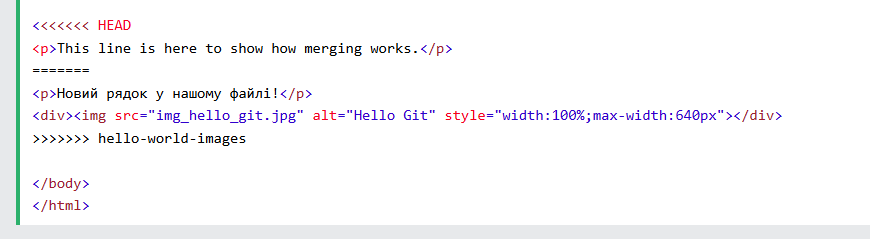 <<<<<<< HEAD
<p>This line is here to show how merging works.</p>
=======
<p>Новий рядок у нашому файлі!</p>
<div><img src="img_hello_git.jpg" alt="Hello Git" style="width:100%;max-width:640px"></div>
>>>>>>> hello-world-images
</body>
</html>